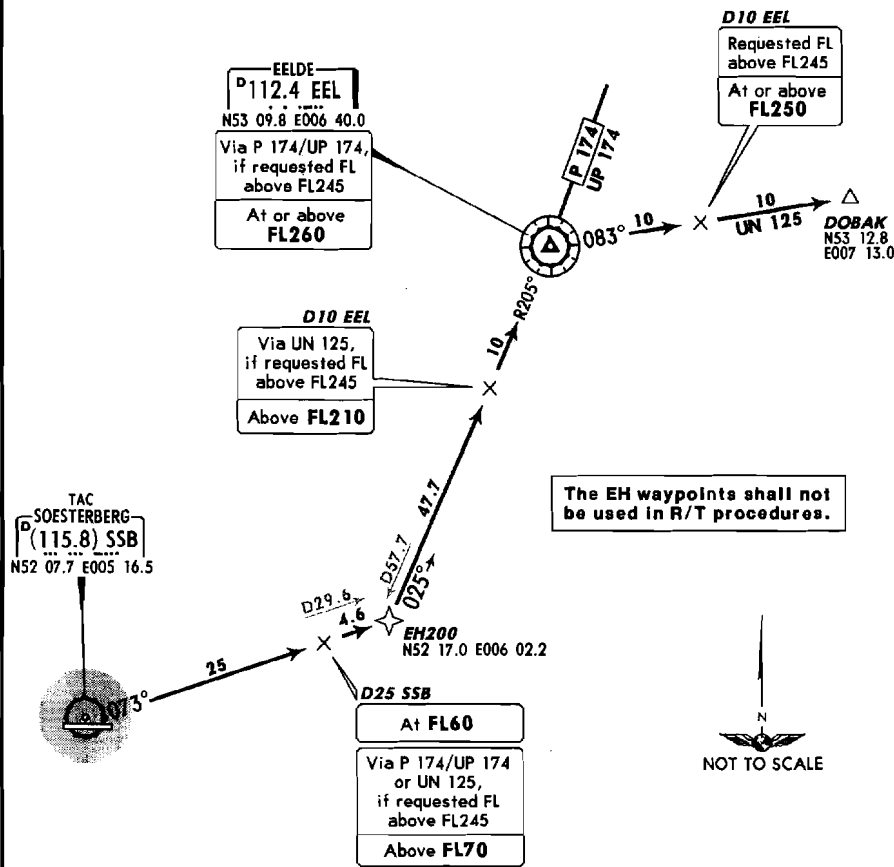 D10 EEL
Requested FL
above FL245
At or above
FL250
EELDE
D 112.4 EEL
N53 09.8 E006 40.0
Via P 174/UP 174,
if requested FL
above FL245
At or above
FL260
P 174
UP 174
083°
10
10
UN 125
DOBAK
N53 12.8
E007 13.0
R205°
10
D10 EEL
Via UN 125,
if requested FL
above FL245
Above FL210
47.7
The EH waypoints shall not
be used in R/T procedures.
TAC
SOESTERBERG
D (115.8) SSB
N52 07.7 E005 16.5
D57.7
025°
D29.6
4.6
EH200
N52 17.0 E006 02.2
25
073°
D25 SSB
At FL60
Via P 174/UP 174
or UN 125,
if requested FL
above FL245
Above FL70
N
NOT TO SCALE